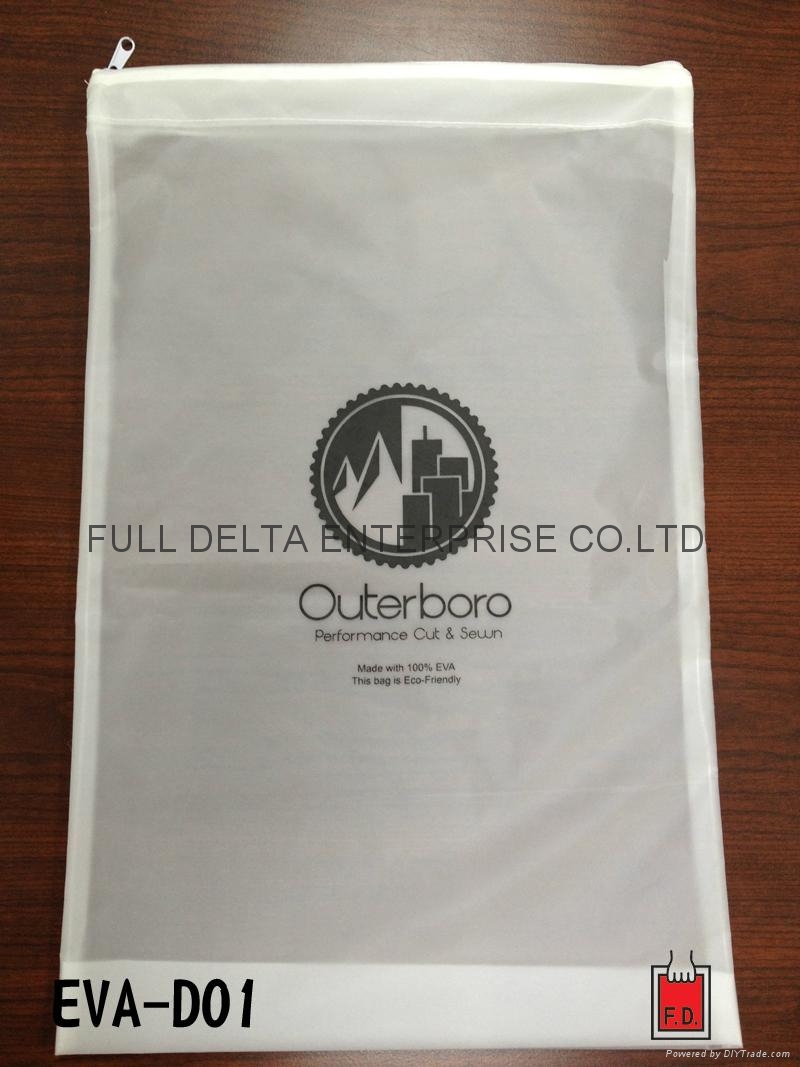 FULL DELTA ENTERPRISE CO.LTD.
Outerboro
Performance Cut & Sewn
Made with 100% EVA
This bag is Eco-Friendly
EVA-D01
F.D.
Powered by DIYTrade.com